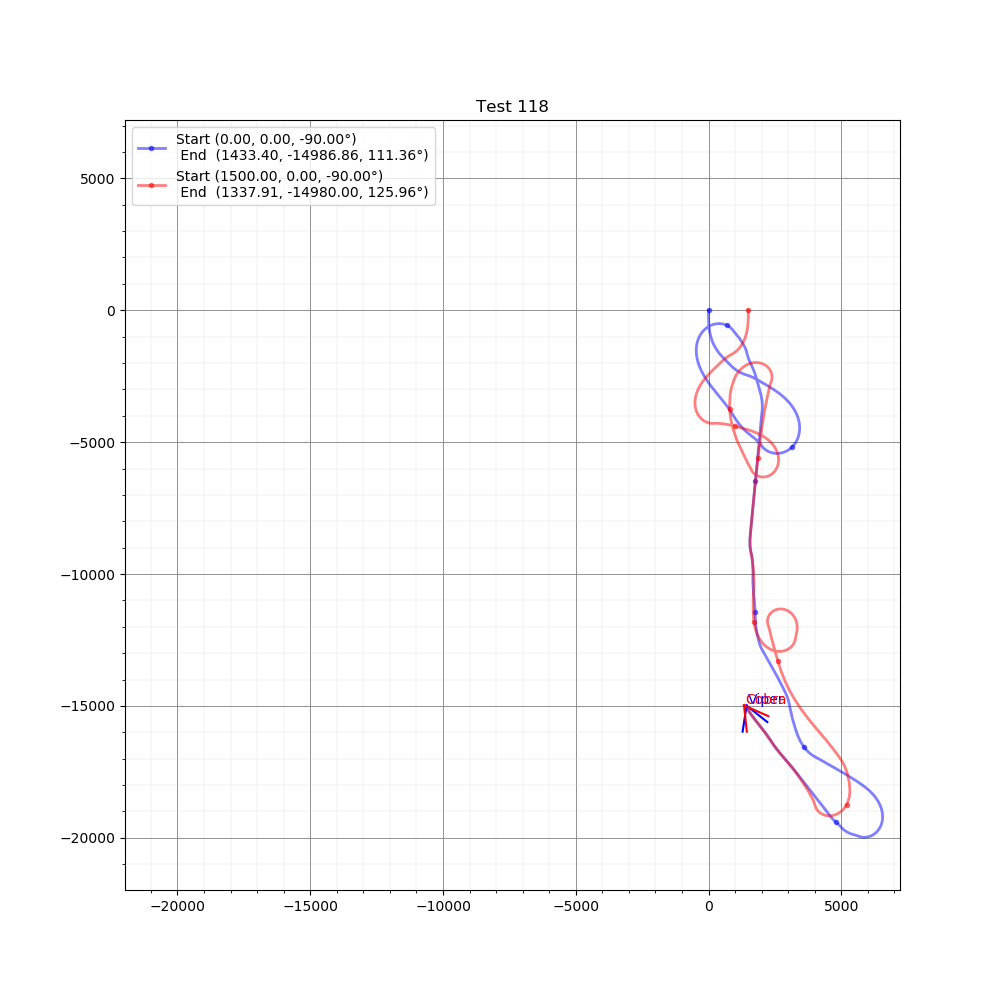 Test 118
Start (0.00, 0.00, -90.00°)
End (1433.40, -14986.86, 111.36°)
Start (1500.00, 0.00, -90.00°)
End (1337.91, -14980.00, 125.96°)
5000
0
−5000
−10000
−15000
−20000
−20000 −15000 −10000 −5000 0 5000